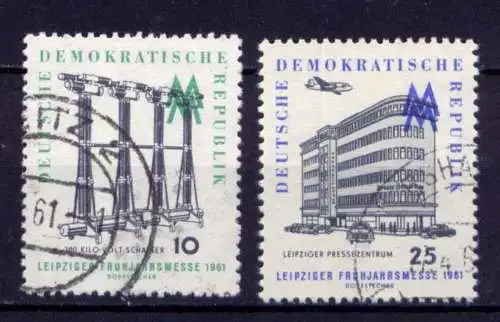 DEUTSCHE
DEMOKRATISCHE
REPUBLIK
MM
61
KILO-VOLT-SCHALTER
10
LEIPZIGER FRÜHJAHRSMESSE 1961
DORFSTECHER
DEUTSCHE
DEMOKRATISCHE
REPUBLIK
MM
LEIPZIGER PRESSEZENTRUM
25
LEIPZIGER FRÜHJAHRSMESSE 1961
DORFSTECHER